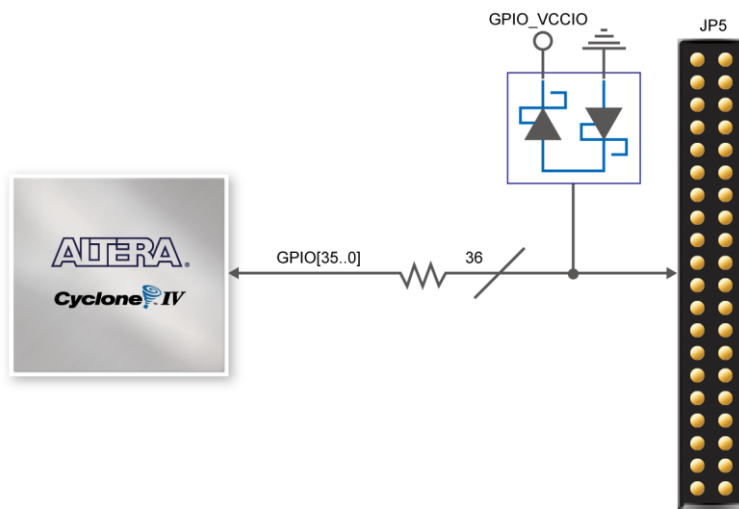 GPIO_VCCIO
JP5
GPIO[35..0]
36
ALTERA®
Cyclone IV